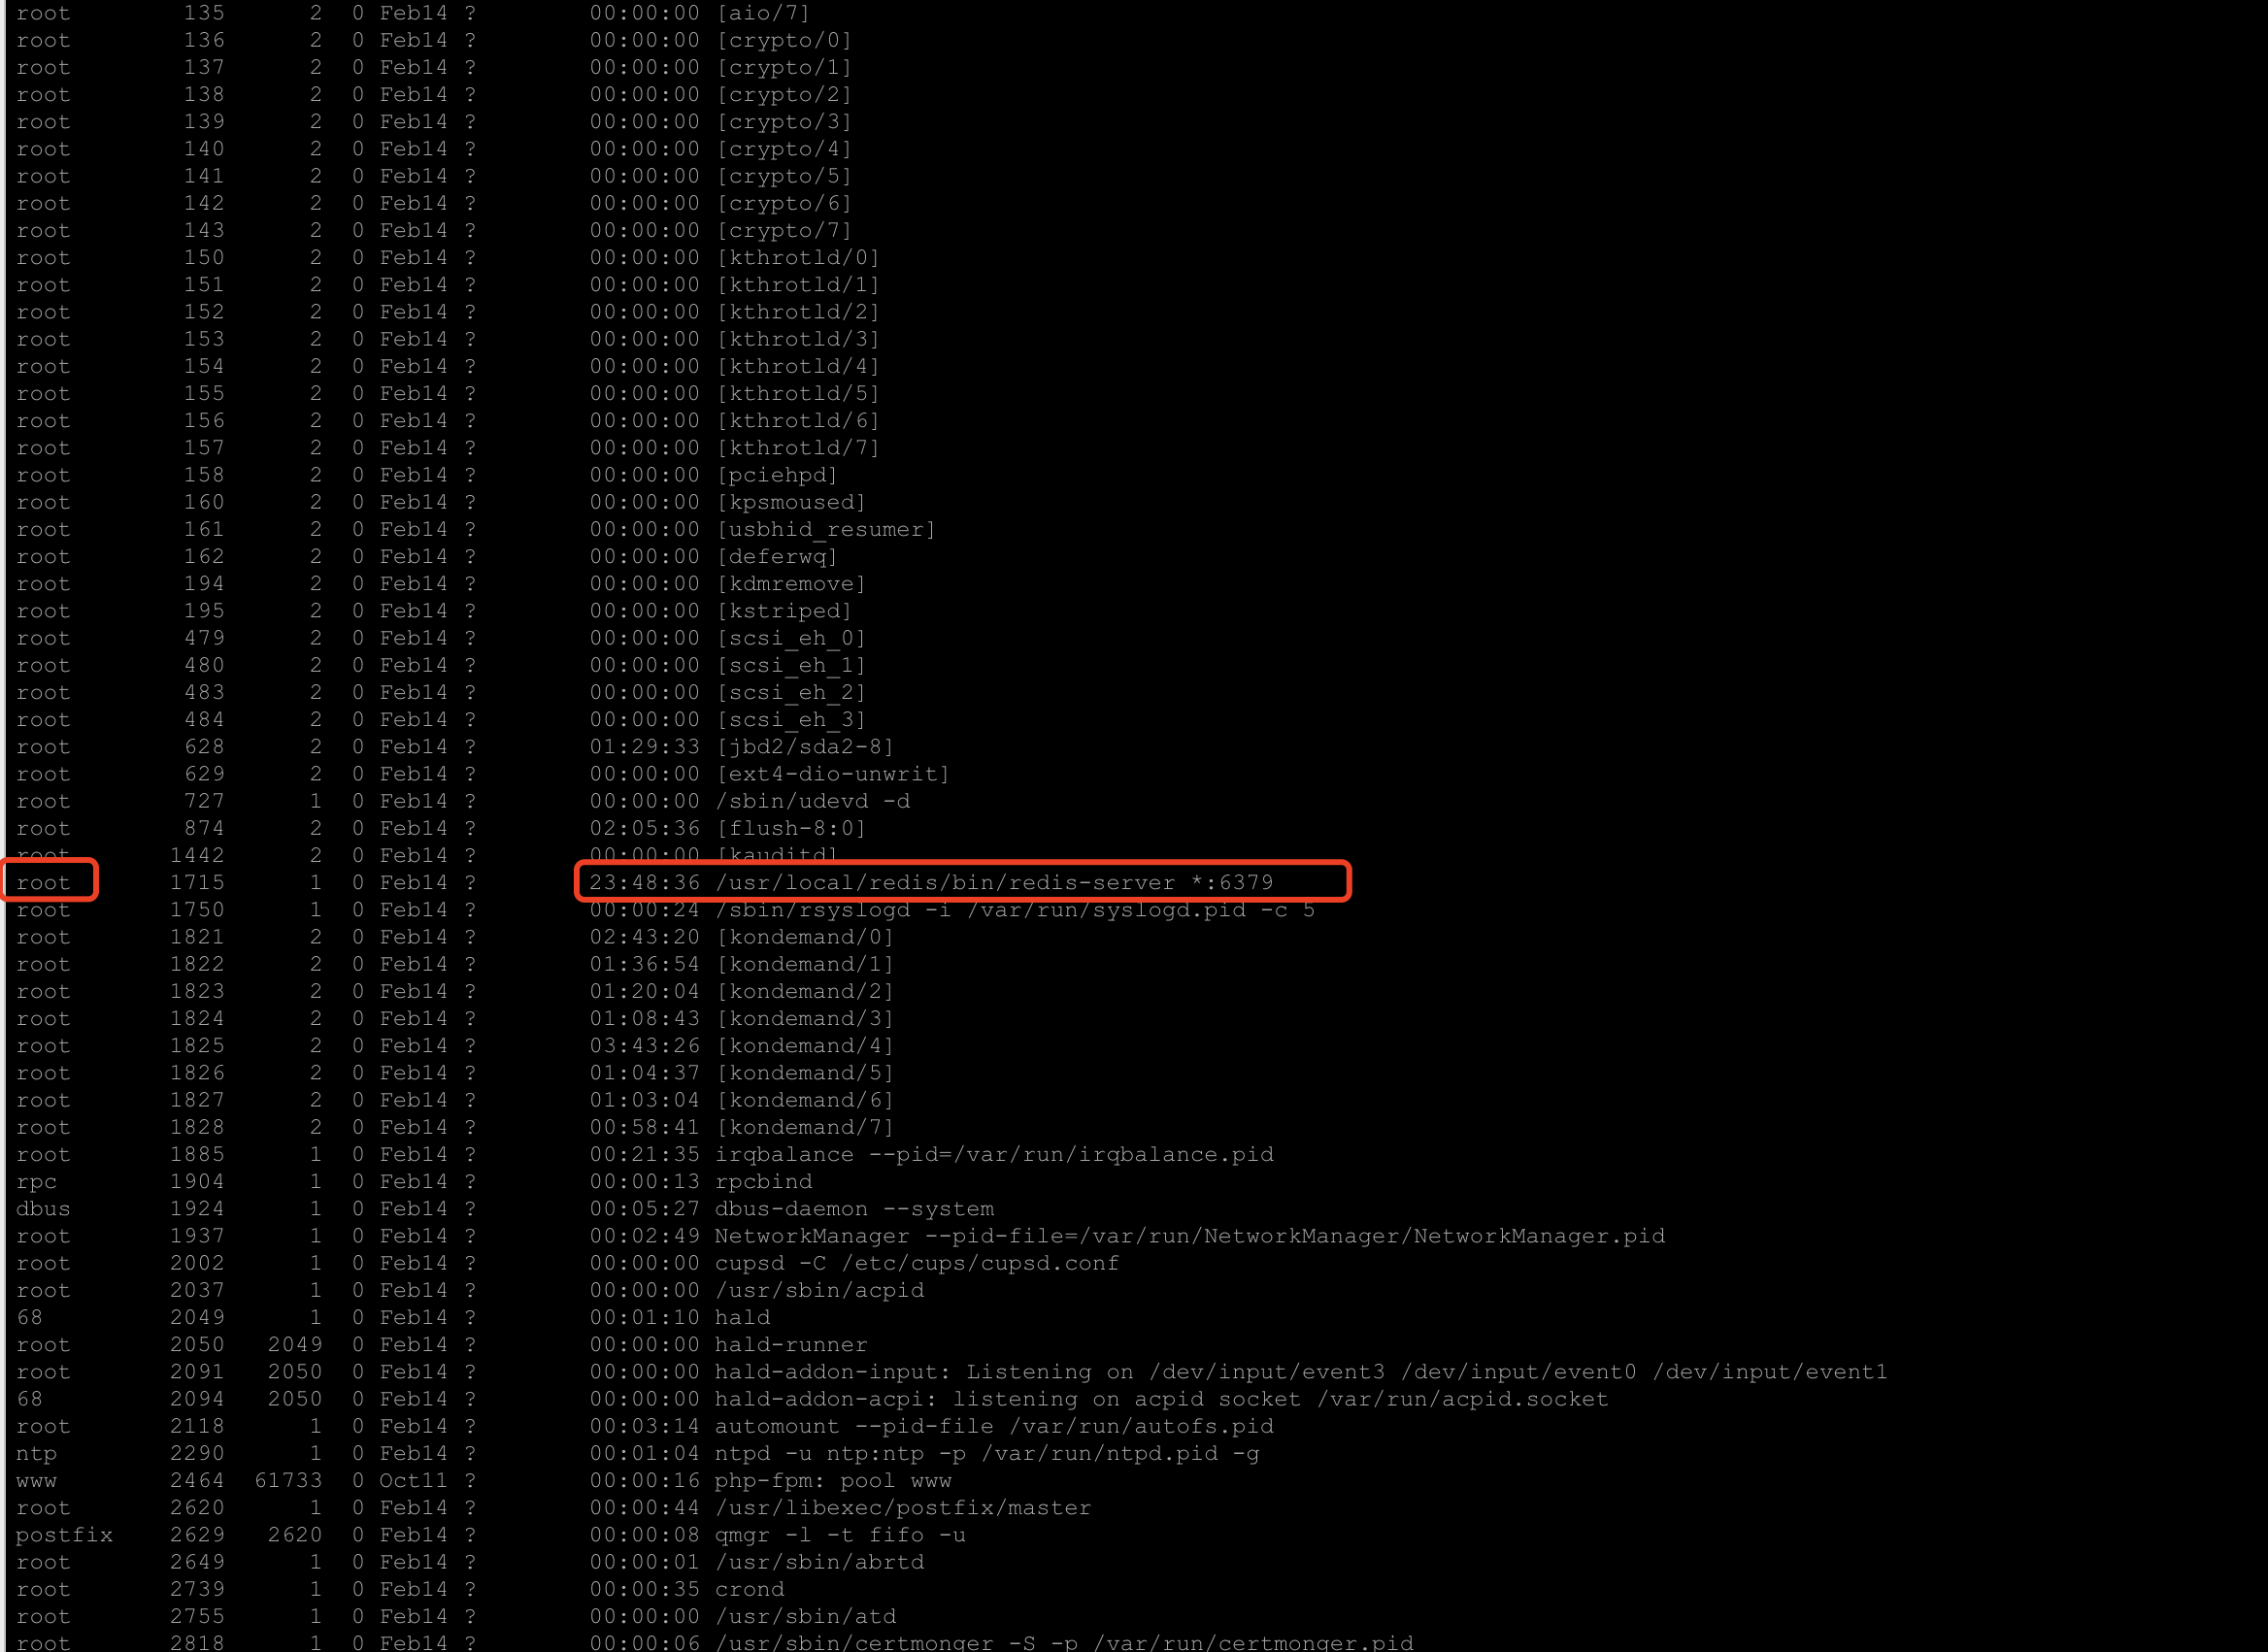 root 135 2 0 Feb14 ? 00:00:00 [aio/7]
root 136 2 0 Feb14 ? 00:00:00 [crypto/0]
root 137 2 0 Feb14 ? 00:00:00 [crypto/1]
root 138 2 0 Feb14 ? 00:00:00 [crypto/2]
root 139 2 0 Feb14 ? 00:00:00 [crypto/3]
root 140 2 0 Feb14 ? 00:00:00 [crypto/4]
root 141 2 0 Feb14 ? 00:00:00 [crypto/5]
root 142 2 0 Feb14 ? 00:00:00 [crypto/6]
root 143 2 0 Feb14 ? 00:00:00 [crypto/7]
root 150 2 0 Feb14 ? 00:00:00 [kthrotld/0]
root 151 2 0 Feb14 ? 00:00:00 [kthrotld/1]
root 152 2 0 Feb14 ? 00:00:00 [kthrotld/2]
root 153 2 0 Feb14 ? 00:00:00 [kthrotld/3]
root 154 2 0 Feb14 ? 00:00:00 [kthrotld/4]
root 155 2 0 Feb14 ? 00:00:00 [kthrotld/5]
root 156 2 0 Feb14 ? 00:00:00 [kthrotld/6]
root 157 2 0 Feb14 ? 00:00:00 [kthrotld/7]
root 158 2 0 Feb14 ? 00:00:00 [pciehpd]
root 160 2 0 Feb14 ? 00:00:00 [kpsmoused]
root 161 2 0 Feb14 ? 00:00:00 [usbhid_resumer]
root 162 2 0 Feb14 ? 00:00:00 [deferwq]
root 194 2 0 Feb14 ? 00:00:00 [kdmremove]
root 195 2 0 Feb14 ? 00:00:00 [kstriped]
root 479 2 0 Feb14 ? 00:00:00 [scsi_eh_0]
root 480 2 0 Feb14 ? 00:00:00 [scsi_eh_1]
root 483 2 0 Feb14 ? 00:00:00 [scsi_eh_2]
root 484 2 0 Feb14 ? 00:00:00 [scsi_eh_3]
root 628 2 0 Feb14 ? 01:29:33 [jbd2/sda2-8]
root 629 2 0 Feb14 ? 00:00:00 [ext4-dio-unwrit]
root 727 1 0 Feb14 ? 00:00:00 /sbin/udevd -d
root 874 2 0 Feb14 ? 02:05:36 [flush-8:0]
root 1442 2 0 Feb14 ? 00:00:00 [kauditd]
root 1715 1 0 Feb14 ? 23:48:36 /usr/local/redis/bin/redis-server *:6379
root 1750 1 0 Feb14 ? 00:00:24 /sbin/rsyslogd -i /var/run/syslogd.pid -c 5
root 1821 2 0 Feb14 ? 02:43:20 [kondemand/0]
root 1822 2 0 Feb14 ? 01:36:54 [kondemand/1]
root 1823 2 0 Feb14 ? 01:20:04 [kondemand/2]
root 1824 2 0 Feb14 ? 01:08:43 [kondemand/3]
root 1825 2 0 Feb14 ? 03:43:26 [kondemand/4]
root 1826 2 0 Feb14 ? 01:04:37 [kondemand/5]
root 1827 2 0 Feb14 ? 01:03:04 [kondemand/6]
root 1828 2 0 Feb14 ? 00:58:41 [kondemand/7]
root 1885 1 0 Feb14 ? 00:21:35 irqbalance --pid=/var/run/irqbalance.pid
rpc 1904 1 0 Feb14 ? 00:00:13 rpcbind
dbus 1924 1 0 Feb14 ? 00:05:27 dbus-daemon --system
root 1937 1 0 Feb14 ? 00:02:49 NetworkManager --pid-file=/var/run/NetworkManager/NetworkManager.pid
root 2002 1 0 Feb14 ? 00:00:00 cupsd -C /etc/cups/cupsd.conf
root 2037 1 0 Feb14 ? 00:00:00 /usr/sbin/acpid
68 2049 1 0 Feb14 ? 00:01:10 hald
root 2050 2049 0 Feb14 ? 00:00:00 hald-runner
root 2091 2050 0 Feb14 ? 00:00:00 hald-addon-input: Listening on /dev/input/event3 /dev/input/event0 /dev/input/event1
68 2094 2050 0 Feb14 ? 00:00:00 hald-addon-acpi: listening on acpid socket /var/run/acpid.socket
root 2118 1 0 Feb14 ? 00:03:14 automount --pid-file /var/run/autofs.pid
ntp 2290 1 0 Feb14 ? 00:01:04 ntpd -u ntp:ntp -p /var/run/ntpd.pid -g
www 2464 61733 0 Oct11 ? 00:00:16 php-fpm: pool www
root 2620 1 0 Feb14 ? 00:00:44 /usr/libexec/postfix/master
postfix 2629 2620 0 Feb14 ? 00:00:08 qmgr -l -t fifo -u
root 2649 1 0 Feb14 ? 00:00:01 /usr/sbin/abrtd
root 2739 1 0 Feb14 ? 00:00:35 crond
root 2755 1 0 Feb14 ? 00:00:00 /usr/sbin/atd
root 2818 1 0 Feb14 ? 00:00:06 /usr/sbin/certmonger -S -p /var/run/certmonger.pid